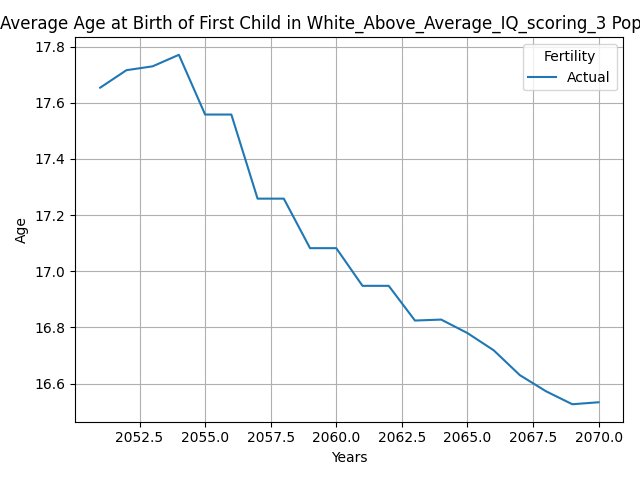 Average Age at Birth of First Child in White_Above_Average_IQ_scoring_3 Pop
Fertility
Actual
17.8
17.6
17.4
17.2
17.0
16.8
16.6
Age
2052.5 2055.0 2057.5 2060.0 2062.5 2065.0 2067.5 2070.0
Years